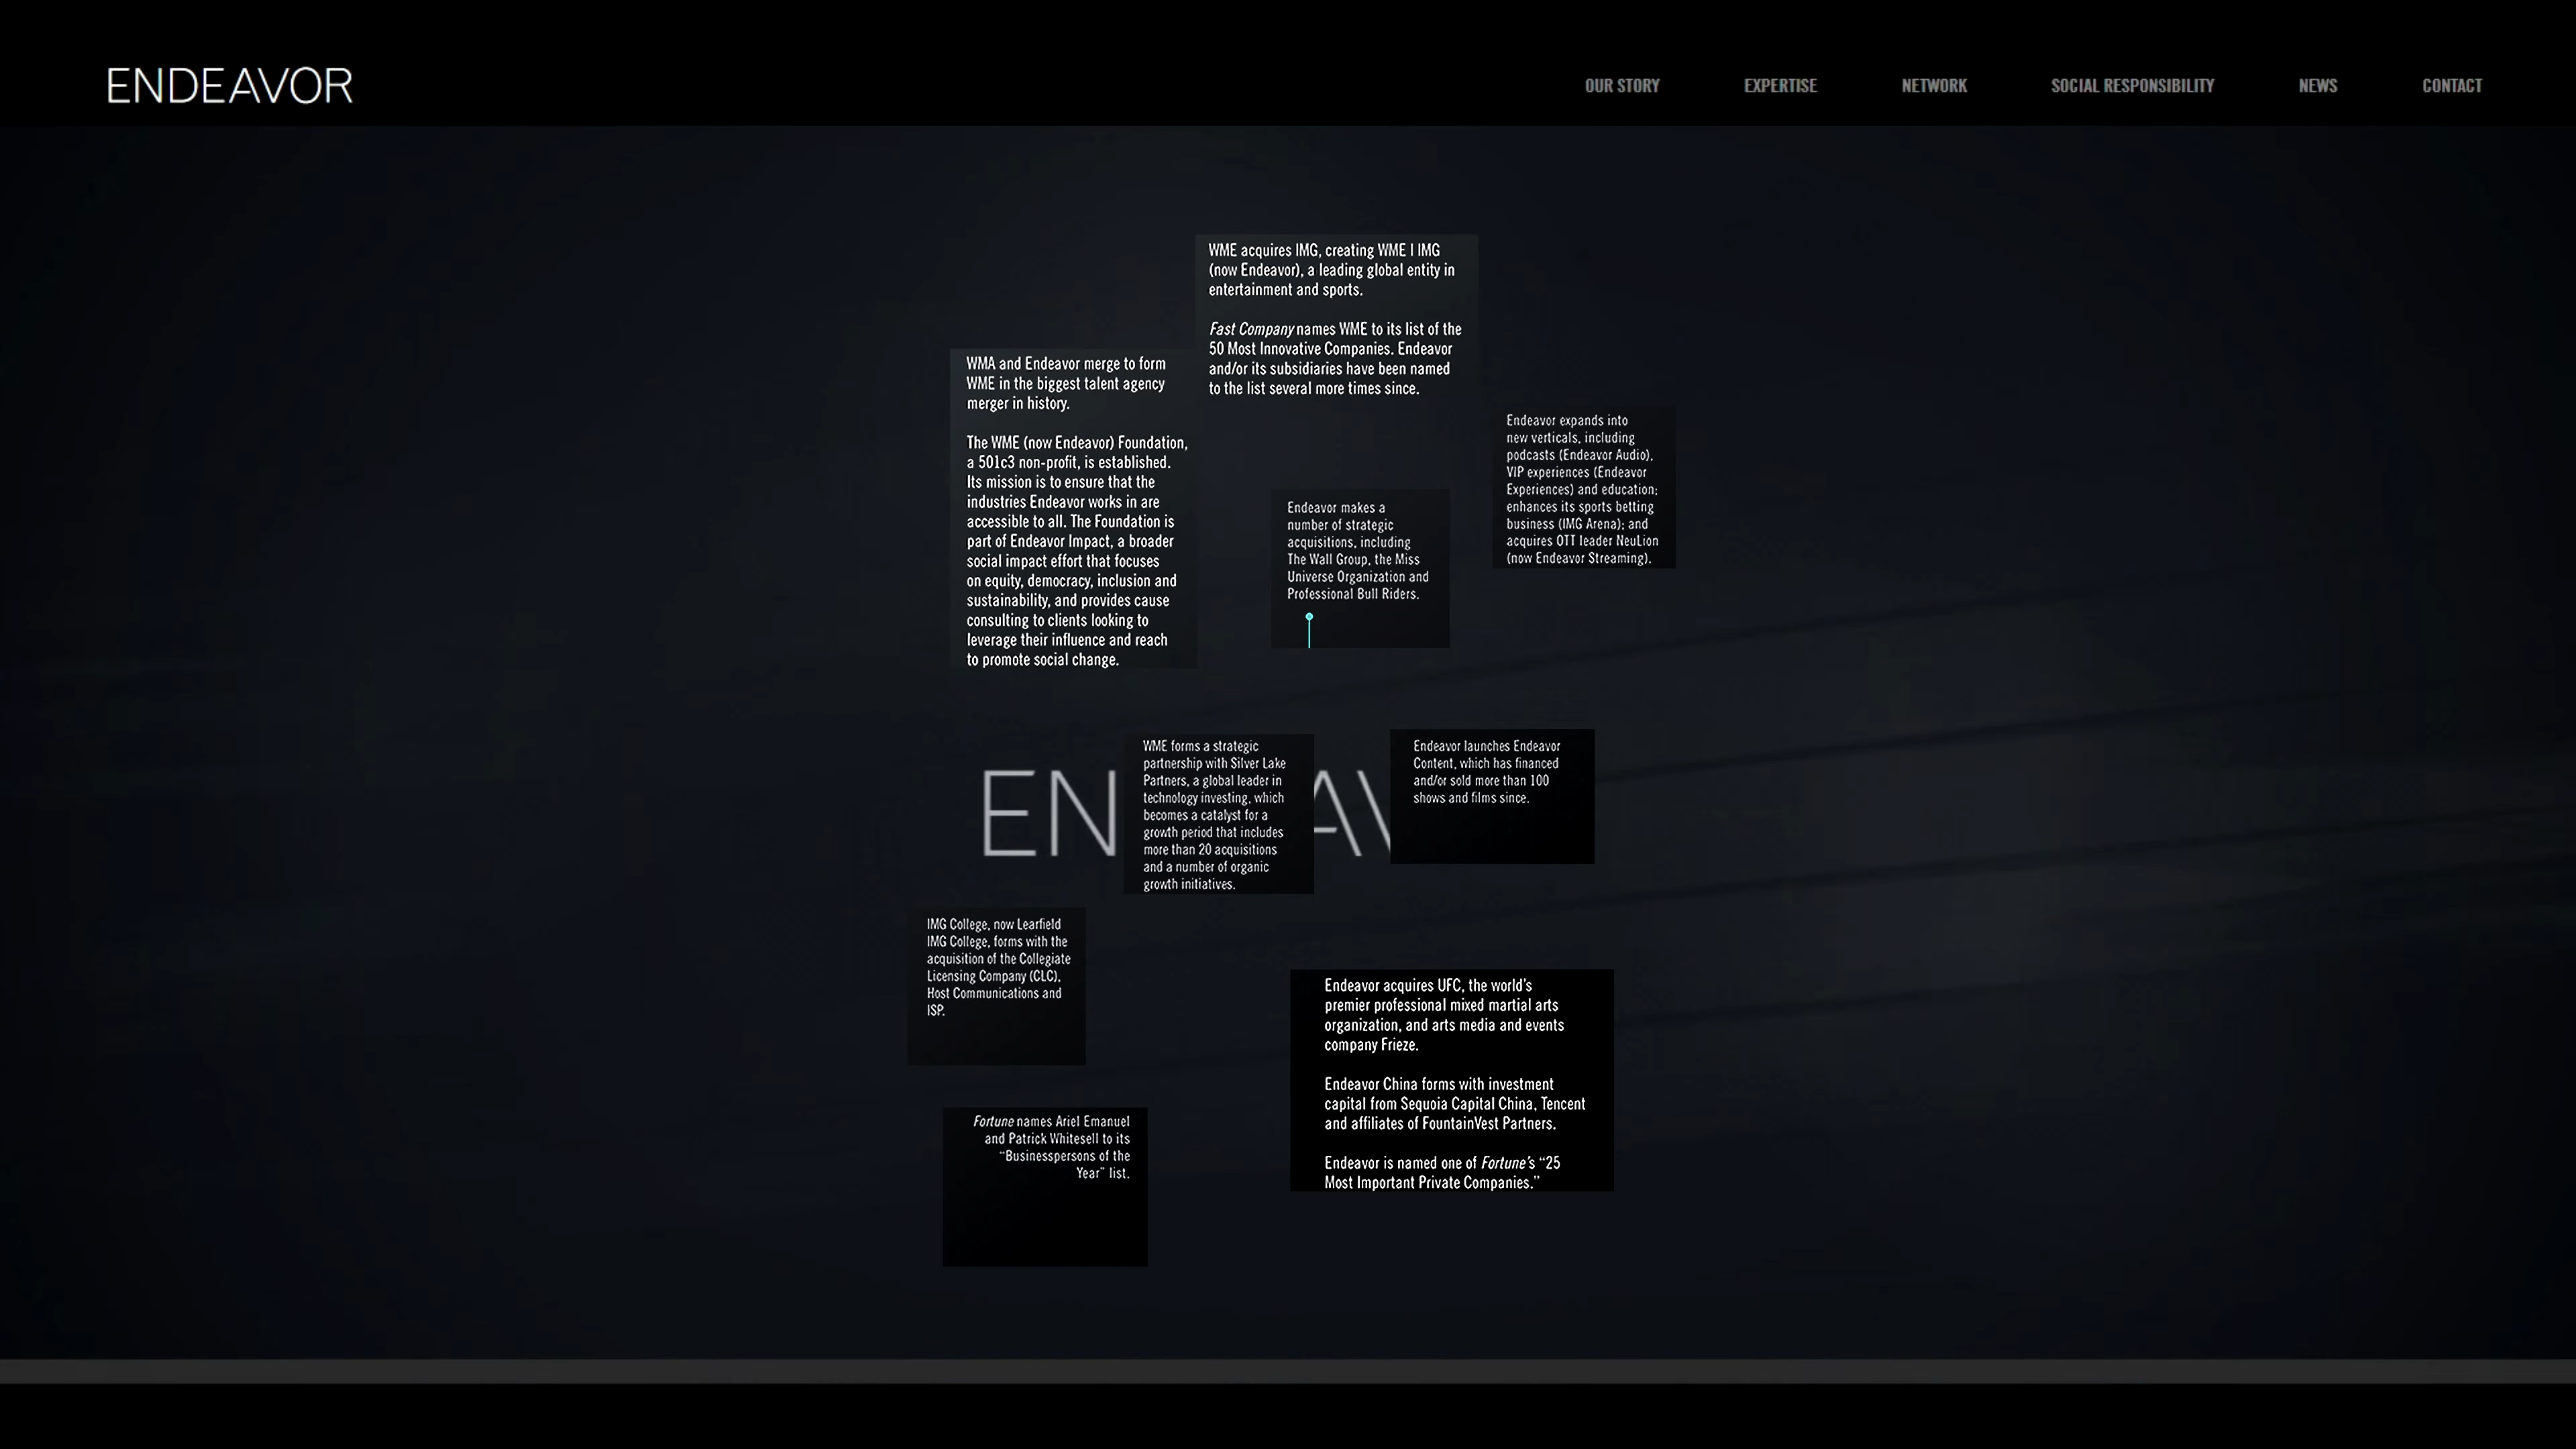 ENDEAVOR
OUR STORY
EXPERTISE
NETWORK
SOCIAL RESPONSIBILITY
NEWS
CONTACT
WME acquires IMG, creating WME | IMG
(now Endeavor), a leading global entity in
entertainment and sports.
Fast Company names WME to its list of the
50 Most Innovative Companies. Endeavor
and/or its subsidiaries have been named
to the list several more times since.
WMA and Endeavor merge to form
WME in the biggest talent agency
merger in history.
The WME (now Endeavor) Foundation,
a 501c3 non-profit, is established.
Its mission is to ensure that the
industries Endeavor works in are
accessible to all. The Foundation is
part of Endeavor Impact, a broader
social impact effort that focuses
on equity, democracy, inclusion and
sustainability, and provides cause
consulting to clients looking to
leverage their influence and reach
to promote social change.
Endeavor expands into
new verticals, including
podcasts (Endeavor Audio),
VIP experiences (Endeavor
Experiences) and education;
enhances its sports betting
business (IMG Arena); and
acquires OTT leader NeuLion
(now Endeavor Streaming).
Endeavor makes a
number of strategic
acquisitions, including
The Wall Group, the Miss
Universe Organization and
Professional Bull Riders.
EN
AV
WME forms a strategic
partnership with Silver Lake
Partners, a global leader in
technology investing, which
becomes a catalyst for a
growth period that includes
more than 20 acquisitions
and a number of organic
growth initiatives.
Endeavor launches Endeavor
Content, which has financed
and/or sold more than 100
shows and films since.
IMG College, now Learfield
IMG College, forms with the
acquisition of the Collegiate
Licensing Company (CLC),
Host Communications and
ISP.
Endeavor acquires UFC, the world's
premier professional mixed martial arts
organization, and arts media and events
company Frieze.
Endeavor China forms with investment
capital from Sequoia Capital China, Tencent
and affiliates of FountainVest Partners.
Endeavor is named one of Fortune's “25
Most Important Private Companies.”
Fortune names Ariel Emanuel
and Patrick Whitesell to its
“Businesspersons of the
Year” list.